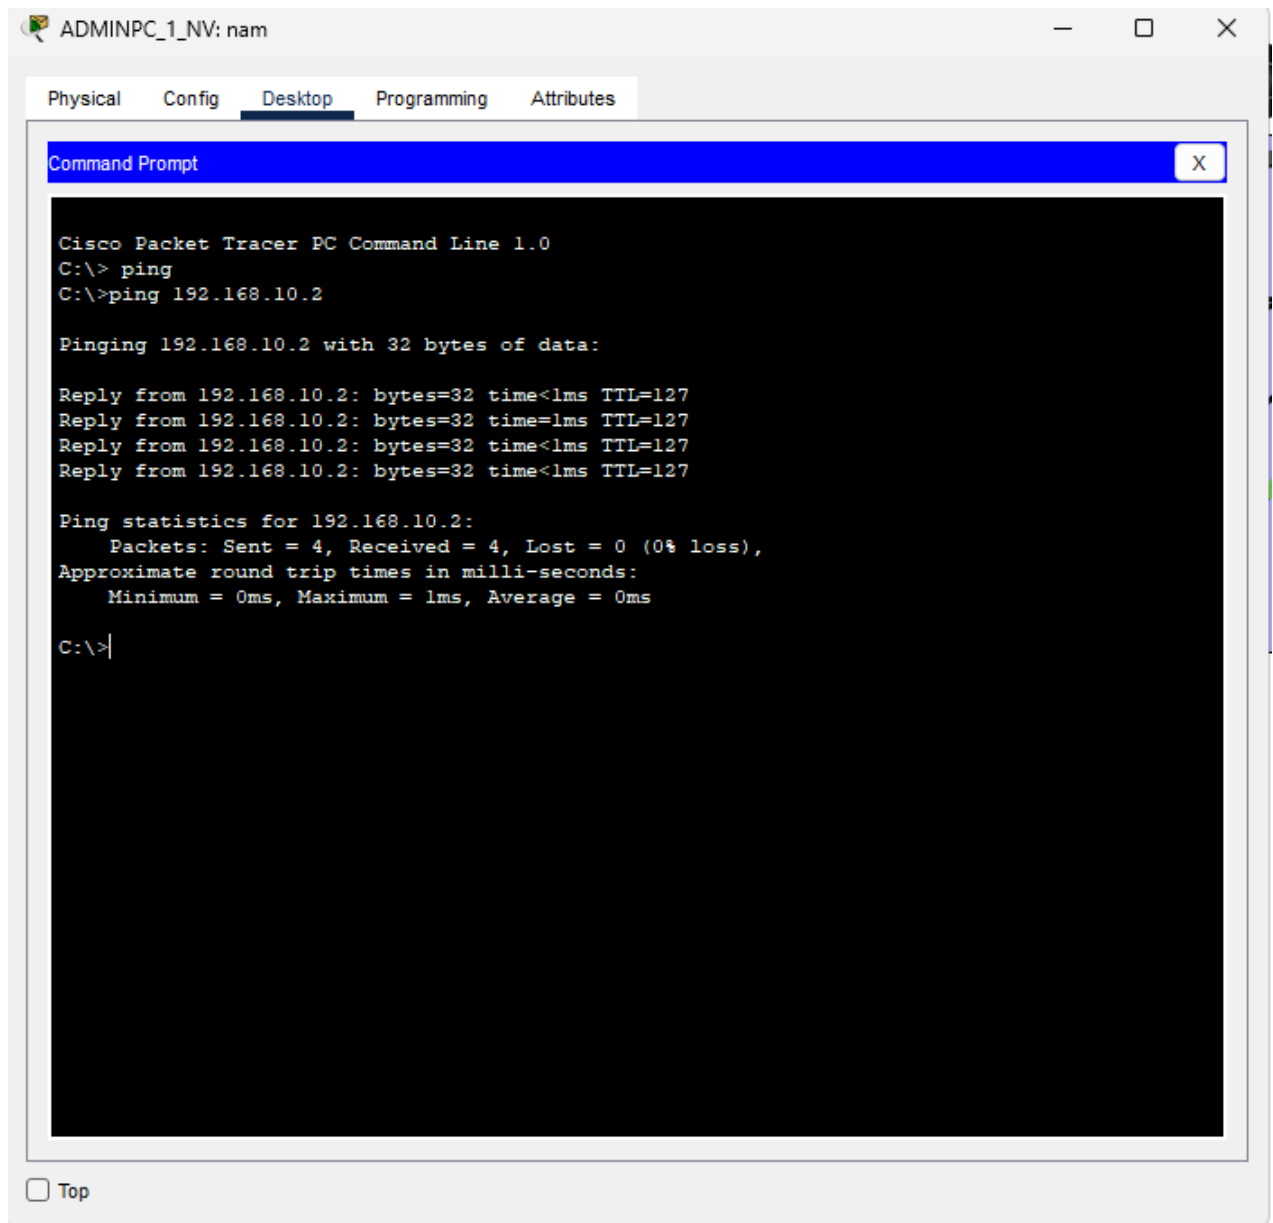 ADMINPC_1_NV: nam
Physical Config Desktop Programming Attributes
Command Prompt
X
Cisco Packet Tracer PC Command Line 1.0
C:\> ping
C:\>ping 192.168.10.2
Pinging 192.168.10.2 with 32 bytes of data:
Reply from 192.168.10.2: bytes=32 time<1ms TTL=127
Reply from 192.168.10.2: bytes=32 time=1ms TTL=127
Reply from 192.168.10.2: bytes=32 time<1ms TTL=127
Reply from 192.168.10.2: bytes=32 time<1ms TTL=127
Ping statistics for 192.168.10.2:
Packets: Sent = 4, Received = 4, Lost = 0 (0% loss),
Approximate round trip times in milli-seconds:
Minimum = 0ms, Maximum = 1ms, Average = 0ms
C:\>
Top